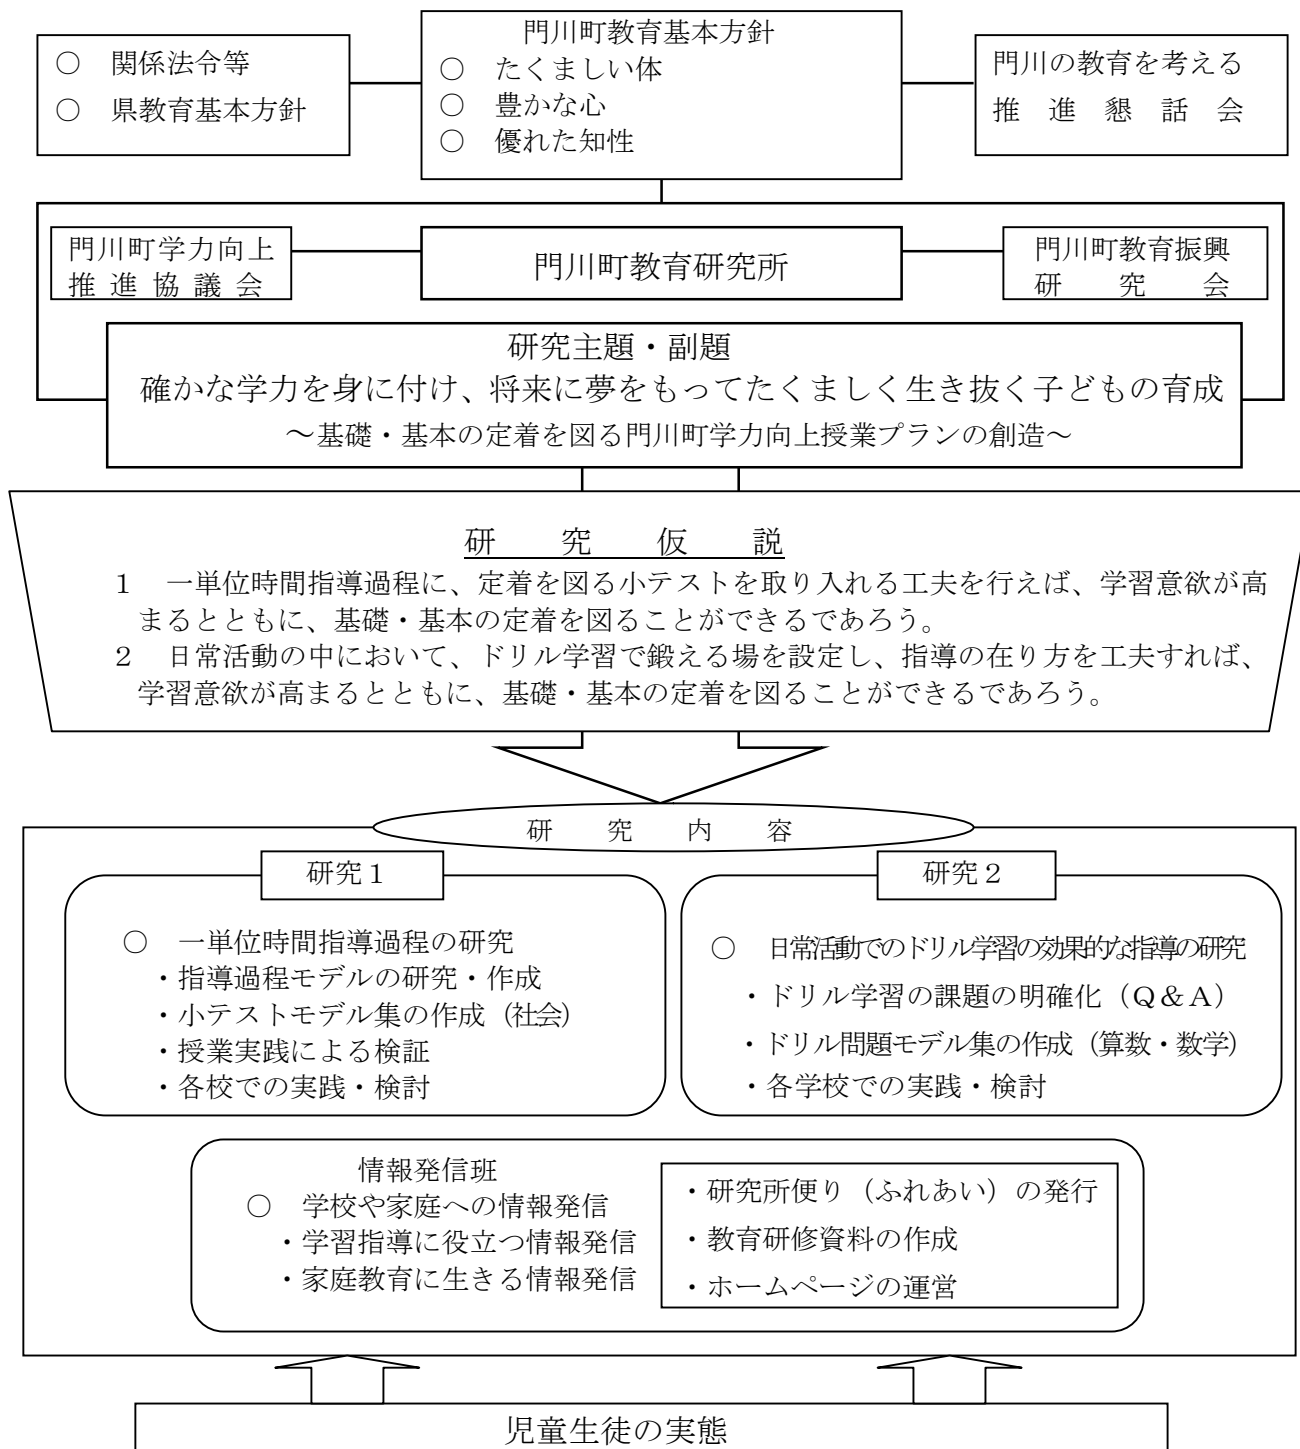 門川町教育基本方針
○　たくましい体
○　豊かな心
○　優れた知性
○　関係法令等
○　県教育基本方針
門川の教育を考える
推　進　懇　話　会
門川町学力向上
推 進 協 議 会
門川町教育研究所
門川町教育振興
研　　究　　会
研究主題・副題
確かな学力を身に付け、将来に夢をもってたくましく生き抜く子どもの育成
～基礎・基本の定着を図る門川町学力向上授業プランの創造～
研　究　仮　説
１　一単位時間指導過程に、定着を図る小テストを取り入れる工夫を行えば、学習意欲が高
まるとともに、基礎・基本の定着を図ることができるであろう。
２　日常活動の中において、ドリル学習で鍛える場を設定し、指導の在り方を工夫すれば、
学習意欲が高まるとともに、基礎・基本の定着を図ることができるであろう。
研　究　内　容
研究１
○　一単位時間指導過程の研究
・指導過程モデルの研究・作成
・小テストモデル集の作成（社会）
・授業実践による検証
・各校での実践・検討
研究２
○　日常活動でのドリル学習の効果的な指導の研究
・ドリル学習の課題の明確化（Ｑ＆Ａ）
・ドリル問題モデル集の作成（算数・数学）
・各学校での実践・検討
情報発信班
○　学校や家庭への情報発信
・学習指導に役立つ情報発信
・家庭教育に生きる情報発信
・研究所便り（ふれあい）の発行
・教育研修資料の作成
・ホームページの運営
児童生徒の実態